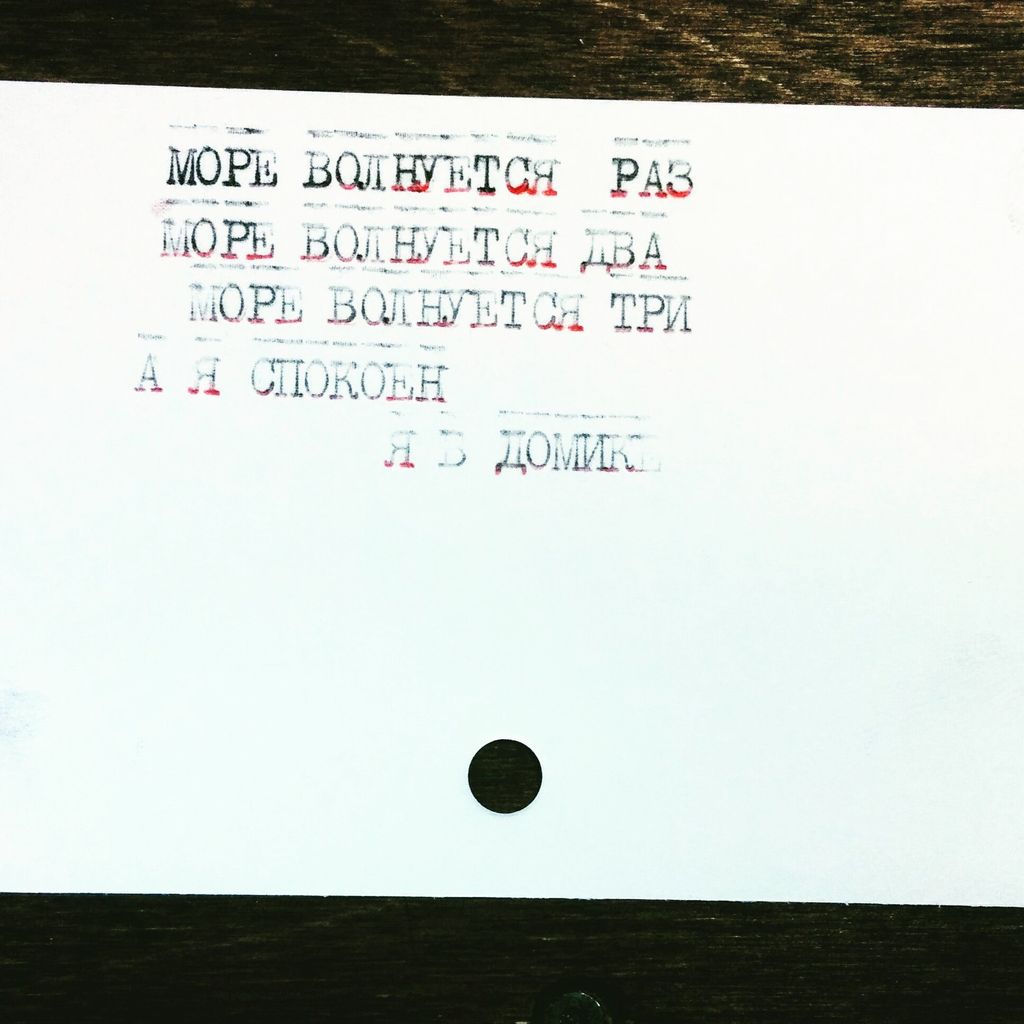 МОРЕ ВОЛНУЕТСЯ РАЗ
МОРЕ ВОЛНУЕТСЯ ДВА
МОРЕ ВОЛНУЕТСЯ ТРИ
А Я СПОКОЕН
Я В ДОМИКЕ